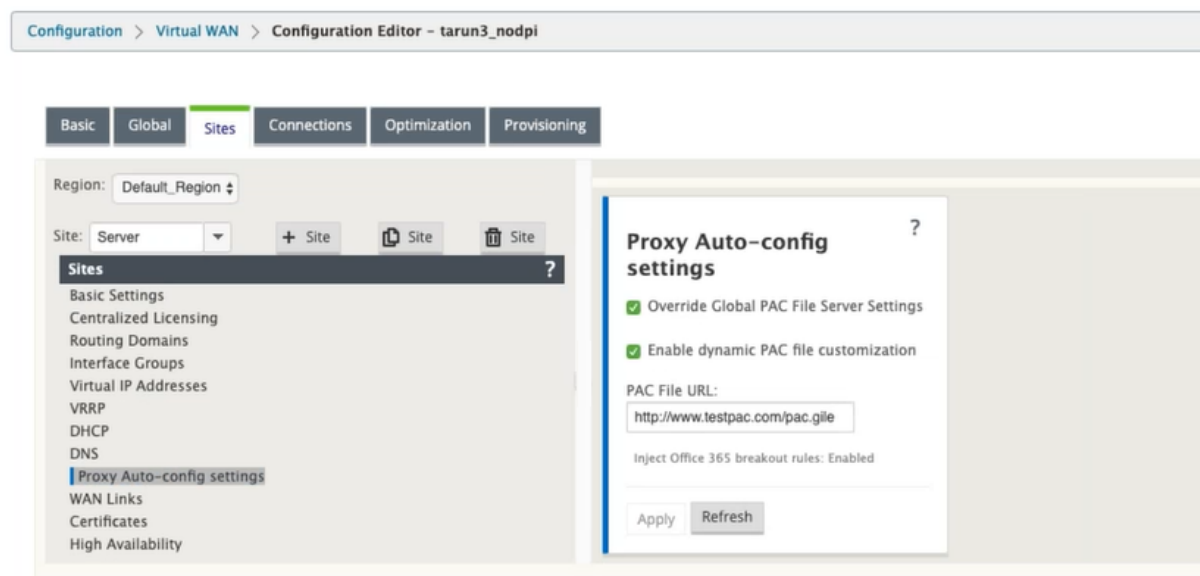 Configuration > Virtual WAN > Configuration Editor - tarun3_nodpi
Basic Global Sites Connections Optimization Provisioning
Region: Default_Region
Site: Server + Site Site Site
Sites ?
Basic Settings
Centralized Licensing
Routing Domains
Interface Groups
Virtual IP Addresses
VRRP
DHCP
DNS
Proxy Auto-config settings
WAN Links
Certificates
High Availability
Proxy Auto-config ?
settings
Override Global PAC File Server Settings
Enable dynamic PAC file customization
PAC File URL:
http://www.testpac.com/pac.gile
Inject Office 365 breakout rules: Enabled
Apply Refresh